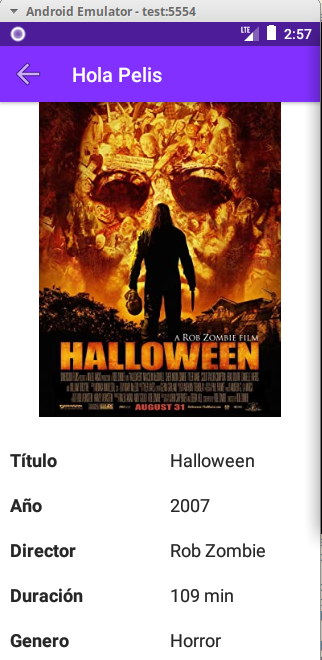 Android Emulator - test:5554
LTE 2:57
Hola Pelis
A ROB ZOMBIE FILM
HALLOWEEN
AUGUST 31
Título Halloween
Año 2007
Director Rob Zombie
Duración 109 min
Genero Horror